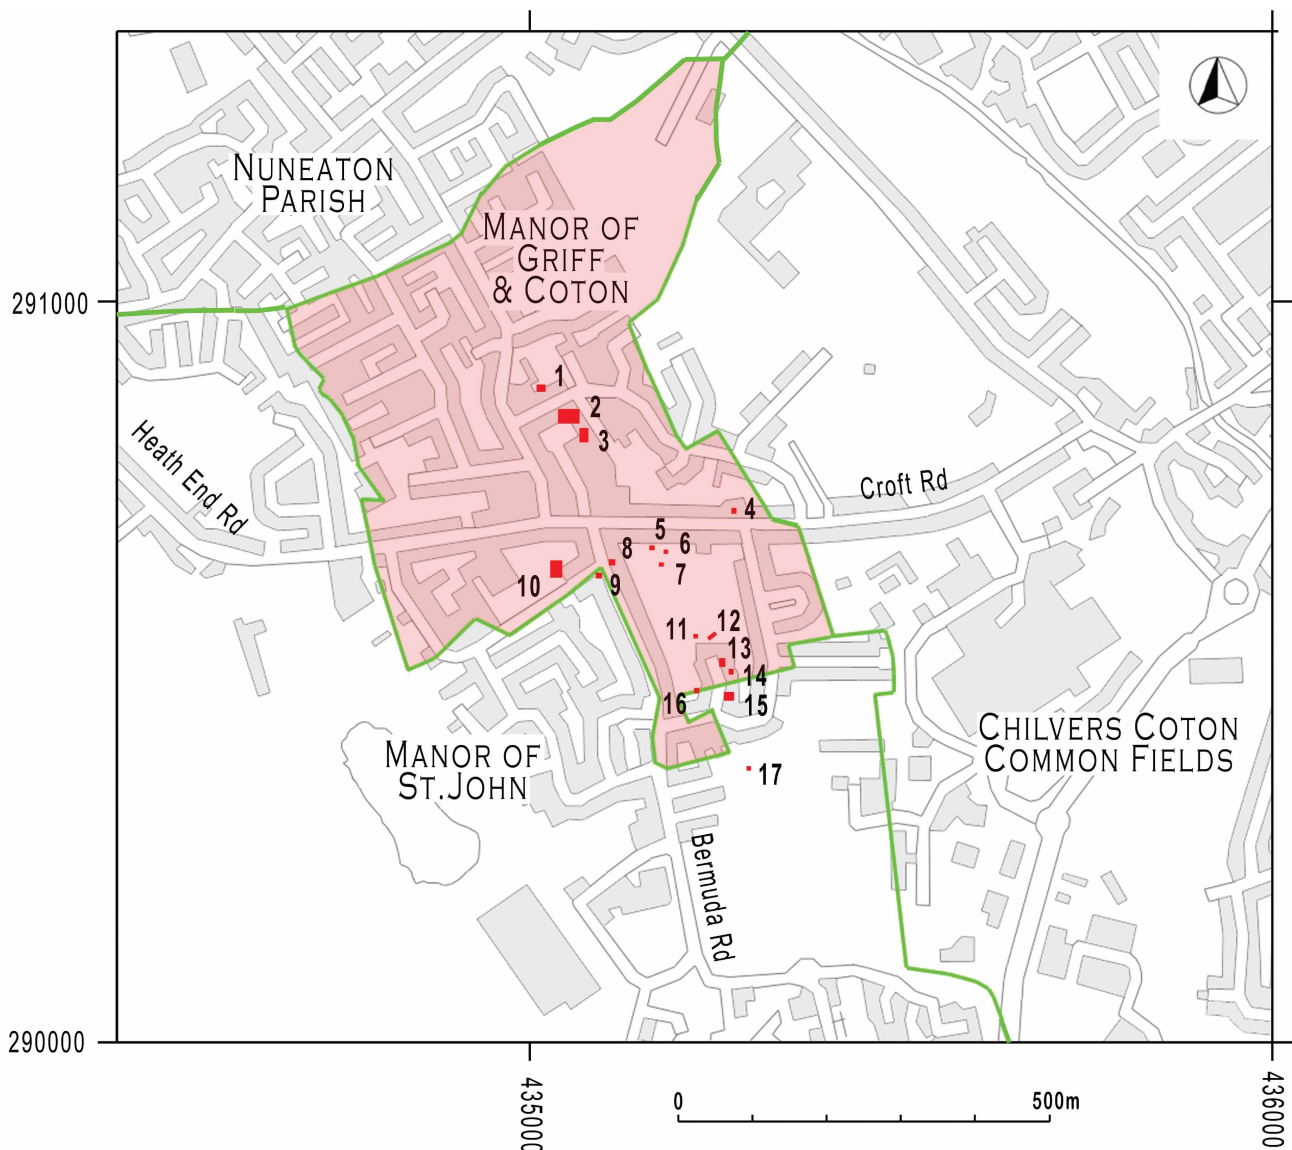 NUNEATON
PARISH
MANOR OF
GRIFF
& COTON
291000
1
2
3
Heath End Rd
Croft Rd
4
5
6
7
8
9
10
11
12
13
14
15
16
17
MANOR OF
ST.JOHN
CHILVERS COTON
COMMON FIELDS
Bermuda Rd
290000
435000
436000
0
500m